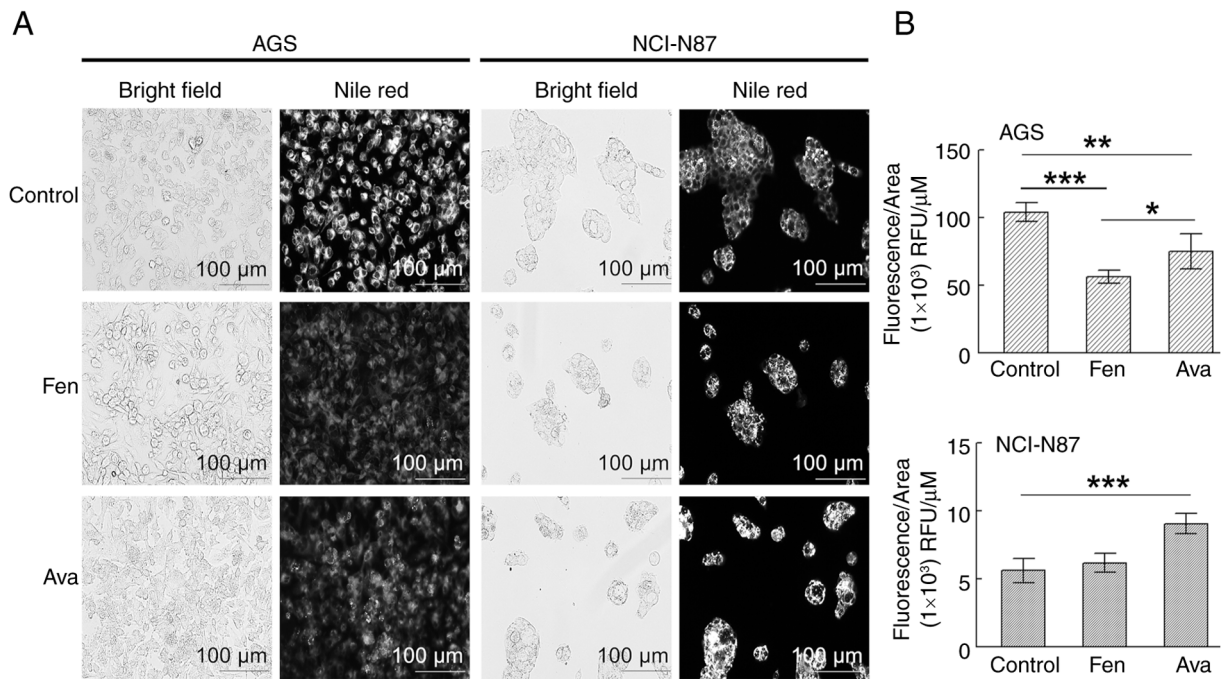 A
AGS NCI-N87
Bright field Nile red Bright field Nile red
Control
100 µm 100 µm 100 µm 100 µm
Fen
100 µm 100 µm 100 µm 100 µm
Ava
100 µm 100 µm 100 µm 100 µm
B
AGS
Fluorescence/Area
(1×10³) RFU/µM
150
100
50
0
**
***
*
Control Fen Ava
NCI-N87
Fluorescence/Area
(1×10³) RFU/µM
15
10
5
0
***
Control Fen Ava